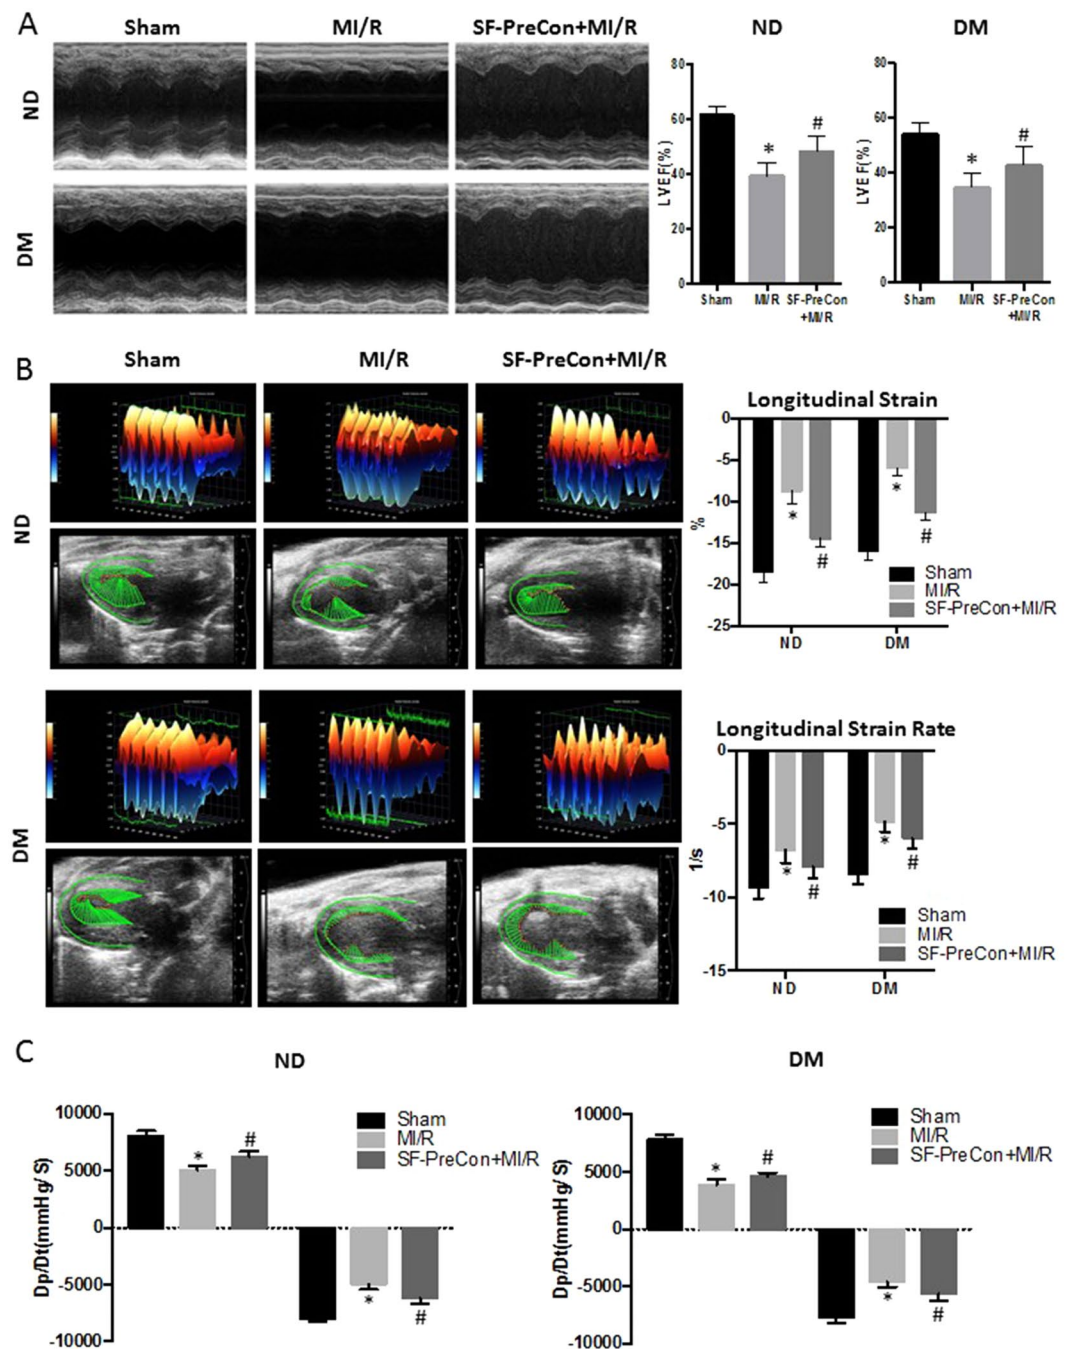 A
Sham
MI/R
SF-PreCon+MI/R
ND
DM
ND
DM
LVEF(%)
80
60
40
20
0
*
#
Sham
MI/R
SF-PreCon
+MI/R
LVEF(%)
80
60
40
20
0
*
#
Sham
MI/R
SF-PreCon
+MI/R
B
Sham
MI/R
SF-PreCon+MI/R
ND
DM
Longitudinal Strain
%
0
-5
-10
-15
-20
-25
*
#
*
#
Sham
MI/R
SF-PreCon+MI/R
ND
DM
Longitudinal Strain Rate
1/s
0
-5
-10
-15
*
#
*
#
Sham
MI/R
SF-PreCon+MI/R
ND
DM
C
ND
Dp/Dt(mmHg/S)
10000
5000
0
-5000
-10000
*
#
*
#
Sham
MI/R
SF-PreCon+MI/R
DM
Dp/Dt(mmHg/S)
10000
5000
0
-5000
-10000
*
#
*
#
Sham
MI/R
SF-PreCon+MI/R